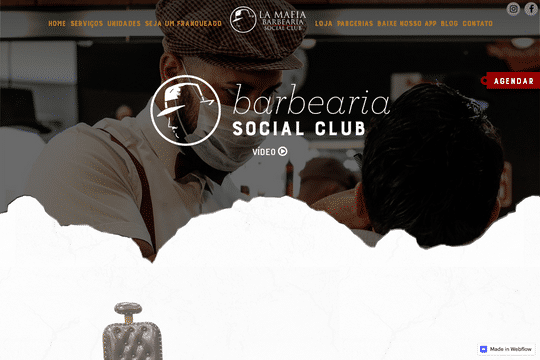 HOME SERVIÇOS UNIDADES SEJA UM FRANQUEADO
LA MAFIA
BARBEARIA
SOCIAL CLUB
LOJA PARCERIAS BAIXE NOSSO APP BLOG CONTATO
AGENDAR
barbearia
SOCIAL CLUB
VÍDEO
Made in Webflow